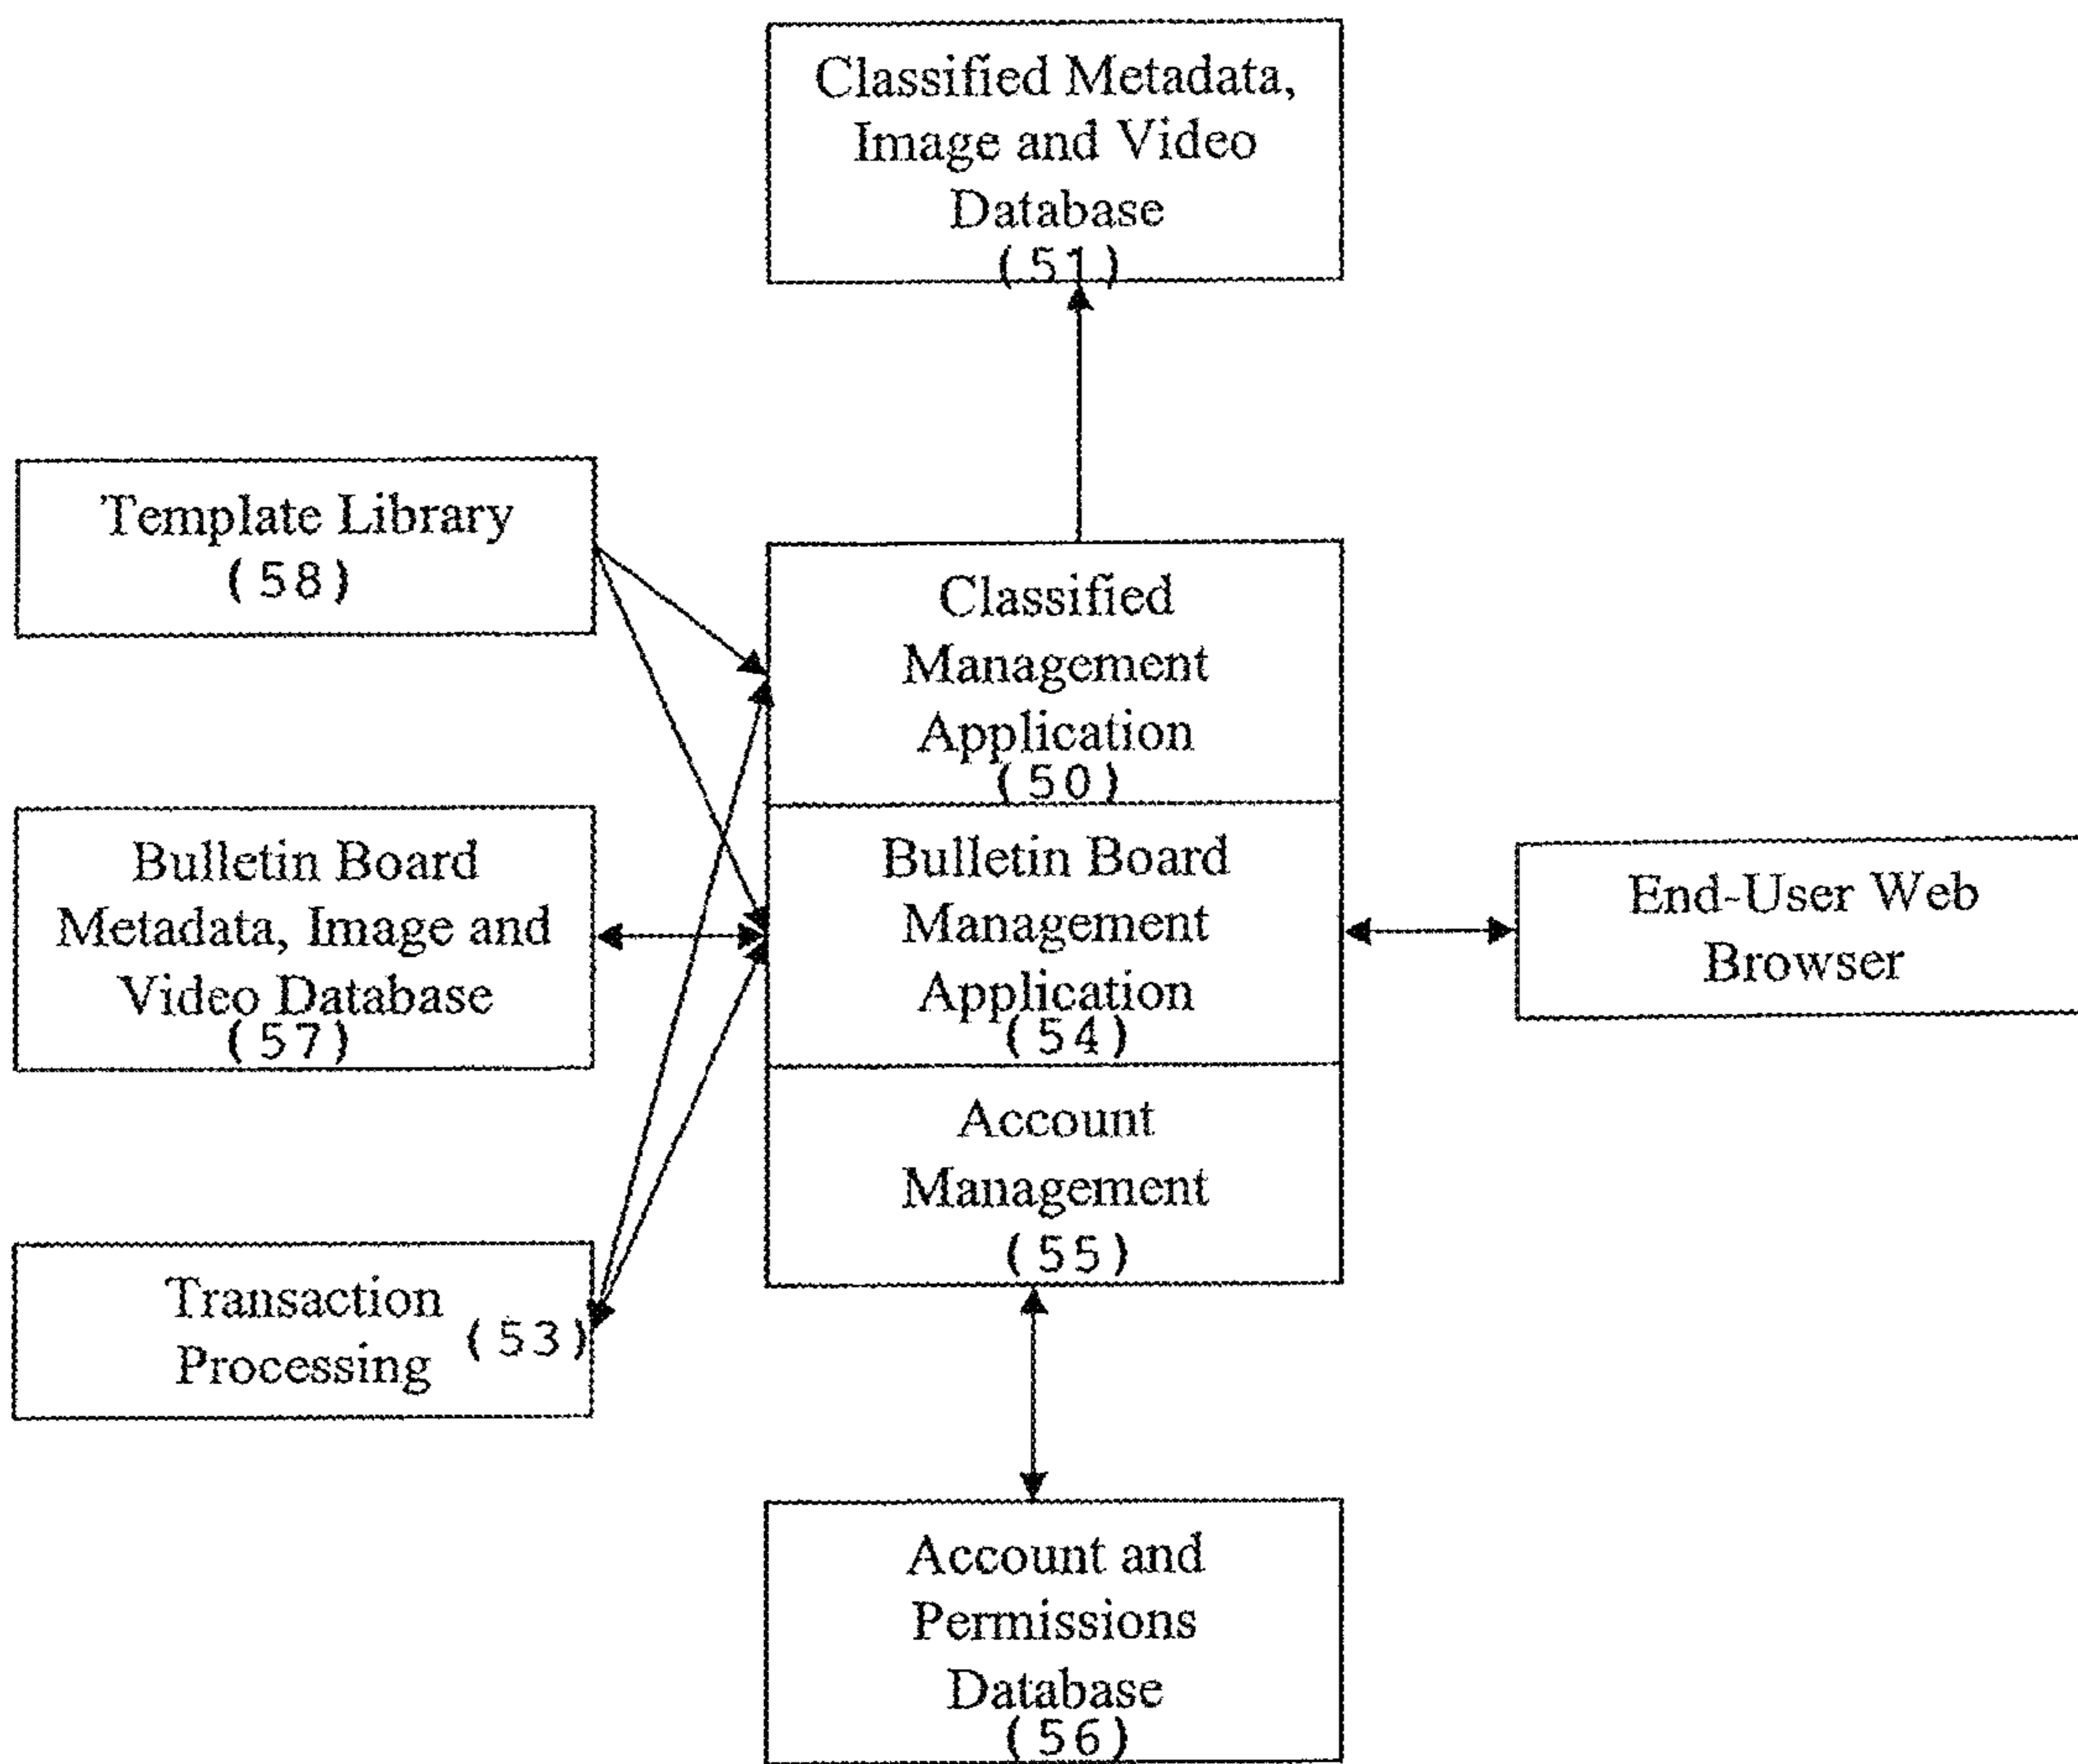 Classified Metadata,
Image and Video
Database
(51)
Template Library
(58)
Classified
Management
Application
(50)
Bulletin Board
Metadata, Image and
Video Database
(57)
Bulletin Board
Management
Application
(54)
End-User Web
Browser
Account
Management
(55)
Transaction
Processing (53)
Account and
Permissions
Database
(56)